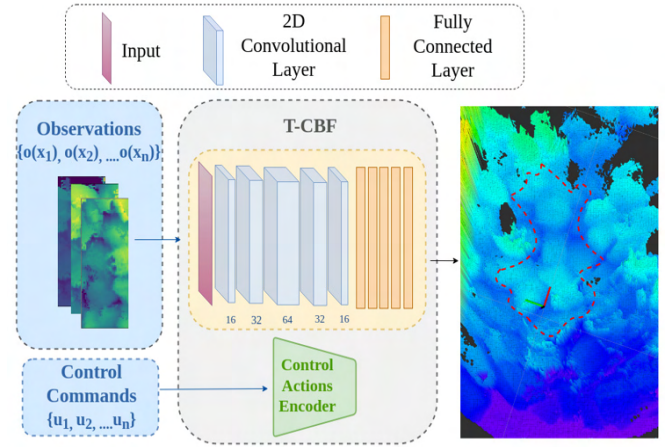 Input
2D
Convolutional
Layer
Fully
Connected
Layer
Observations
{o(x₁), o(x₂), ....o(xₙ)}
T-CBF
16
32
64
32
16
Control
Commands
{u₁, u₂, ....uₙ}
Control
Actions
Encoder